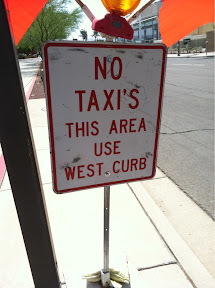 NO
TAXI'S
THIS AREA
USE
WEST CURB